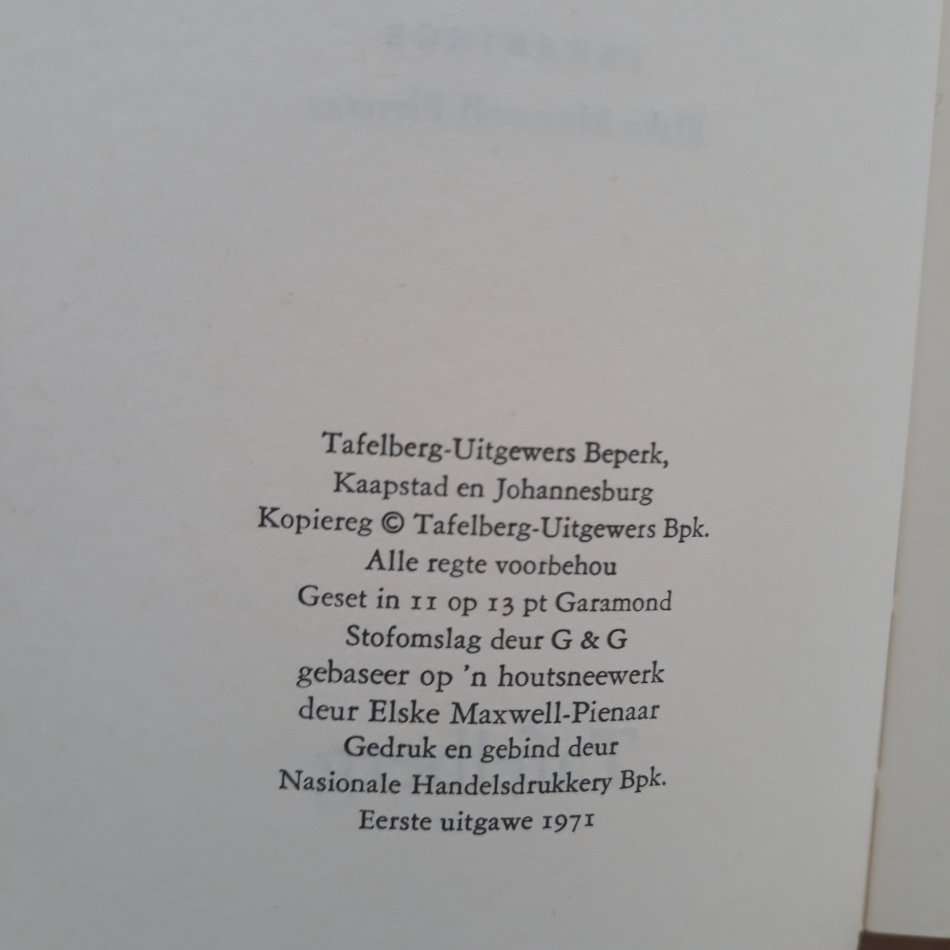 Tafelberg-Uitgewers Beperk,
Kaapstad en Johannesburg
Kopiereg © Tafelberg-Uitgewers Bpk.
Alle regte voorbehou
Geset in 11 op 13 pt Garamond
Stofomslag deur G & G
gebaseer op 'n houtsneewerk
deur Elske Maxwell-Pienaar
Gedruk en gebind deur
Nasionale Handelsdrukkery Bpk.
Eerste uitgawe 1971